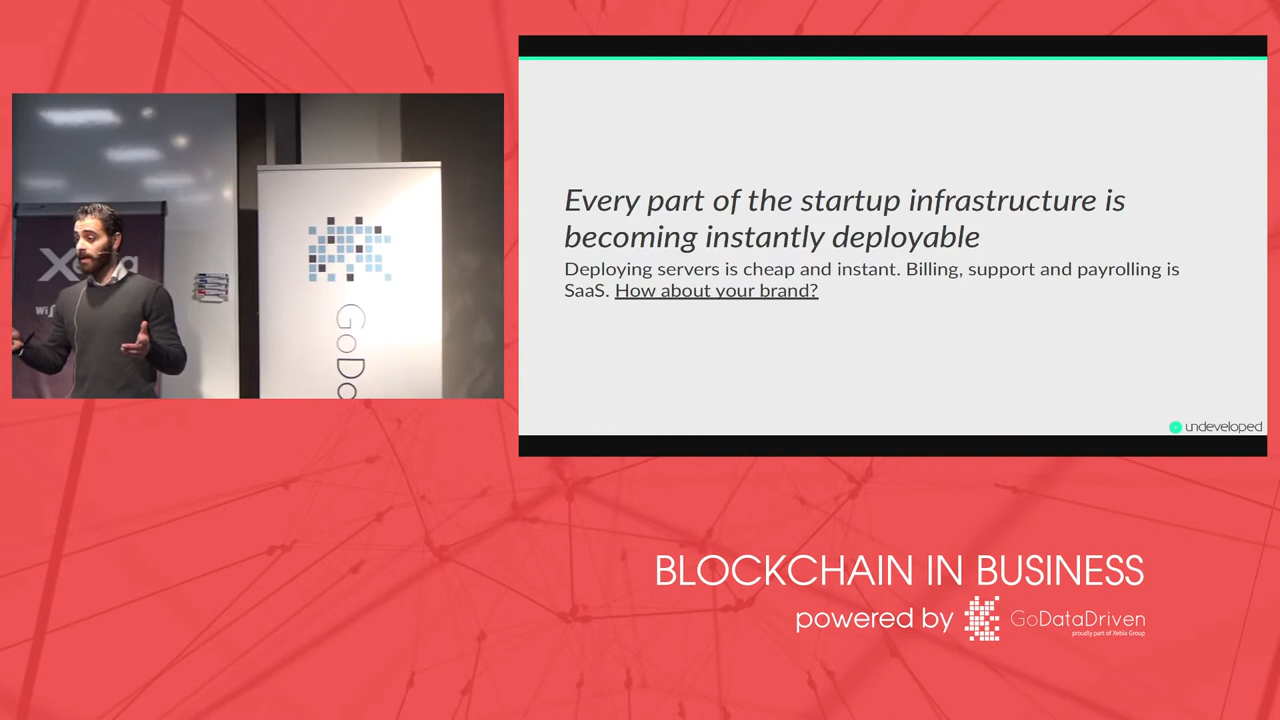 Every part of the startup infrastructure is
becoming instantly deployable
Deploying servers is cheap and instant. Billing, support and payrolling is
SaaS. How about your brand?
undeveloped
GoDa
BLOCKCHAIN IN BUSINESS
powered by
GoDataDriven
proudly part of Xebia Group